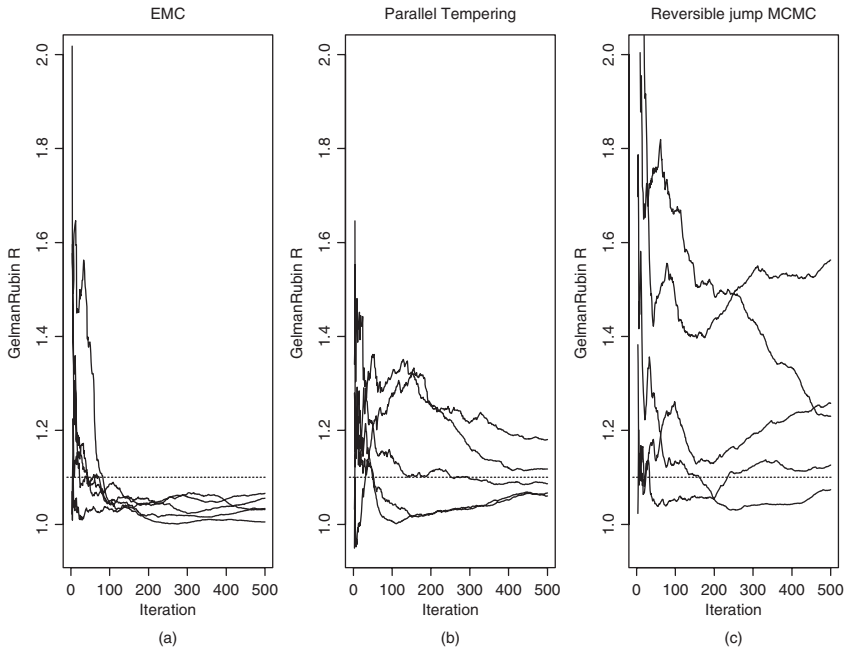 EMC
Parallel Tempering
Reversible jump MCMC
GelmanRubin R
1.0 1.2 1.4 1.6 1.8 2.0
0 100 200 300 400 500
Iteration
(a)
GelmanRubin R
1.0 1.2 1.4 1.6 1.8 2.0
0 100 200 300 400 500
Iteration
(b)
GelmanRubin R
1.0 1.2 1.4 1.6 1.8 2.0
0 100 200 300 400 500
Iteration
(c)